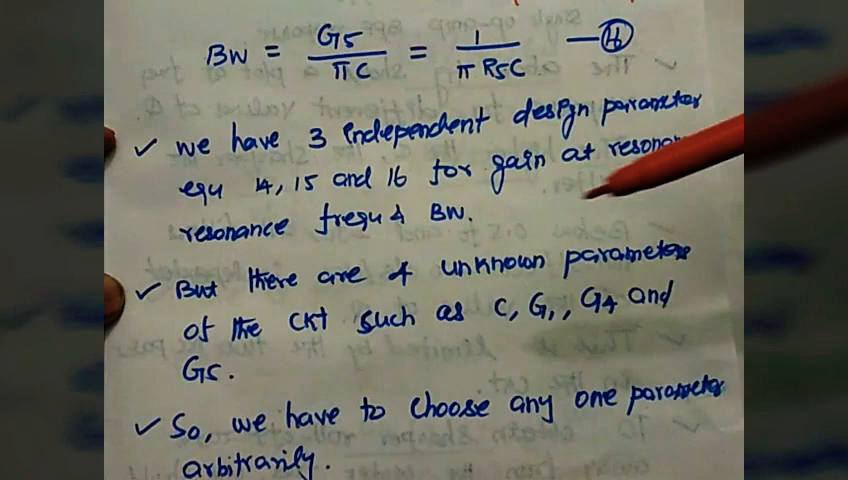 BW = G5/πC = 1/πR5C — (16)
✓ we have 3 independent design parameter
equ 14, 15 and 16 for gain at
resonance frequ & BW.
✓ But there are 4 unknown parameters
of the ckt such as C, G1, G4 and
G5.
✓ So, we have to choose any one parameter
arbitrarily.